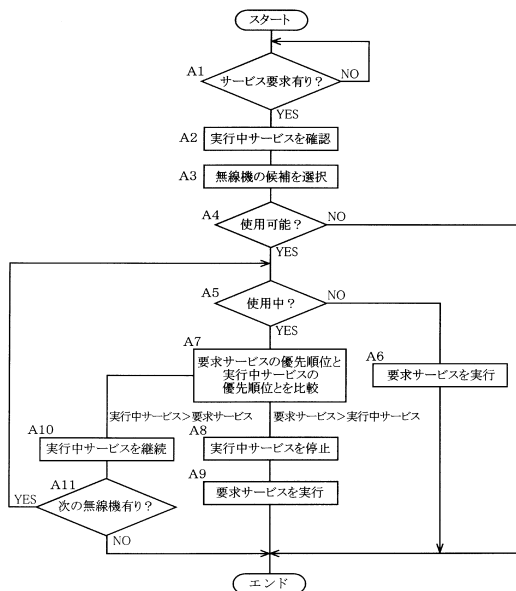 スタート
A1
サービス要求有り?
NO
YES
A2
実行中サービスを確認
A3
無線機の候補を選択
A4
使用可能?
NO
YES
A5
使用中?
NO
YES
A7
要求サービスの優先順位と
実行中サービスの
優先順位とを比較
A6
要求サービスを実行
実行中サービス>要求サービス
要求サービス>実行中サービス
A10
実行中サービスを継続
A8
実行中サービスを停止
A11
次の無線機有り?
YES
NO
A9
要求サービスを実行
エンド